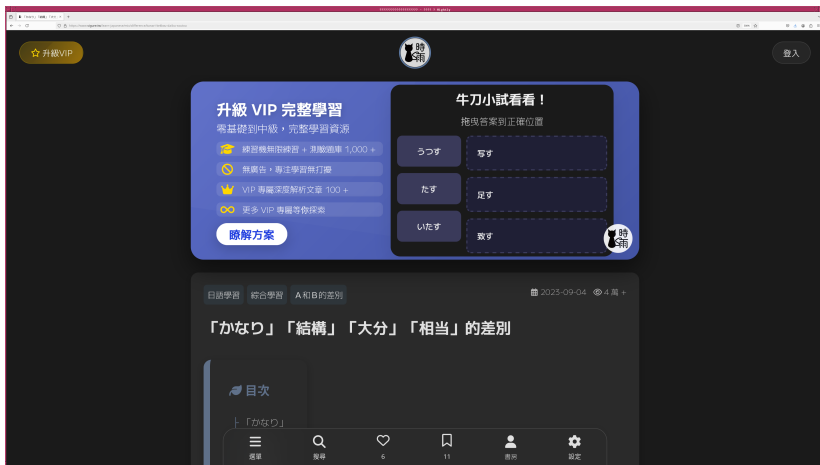 升級VIP
時雨
登入
升級 VIP 完整學習
零基礎到中級，完整學習資源
練習機無限練習 + 測驗題庫 1,000 +
無廣告，專注學習無打擾
VIP 專屬深度解析文章 100 +
更多 VIP 專屬等你探索
瞭解方案
牛刀小試看看！
拖曳答案到正確位置
うつす
写す
たす
足す
いたす
致す
時雨
日語學習 綜合學習 A和B的差別
2023-09-04 4 萬 +
「かなり」「結構」「大分」「相当」的差別
目次
├「かなり」
選單 搜尋 6 11 書房 設定